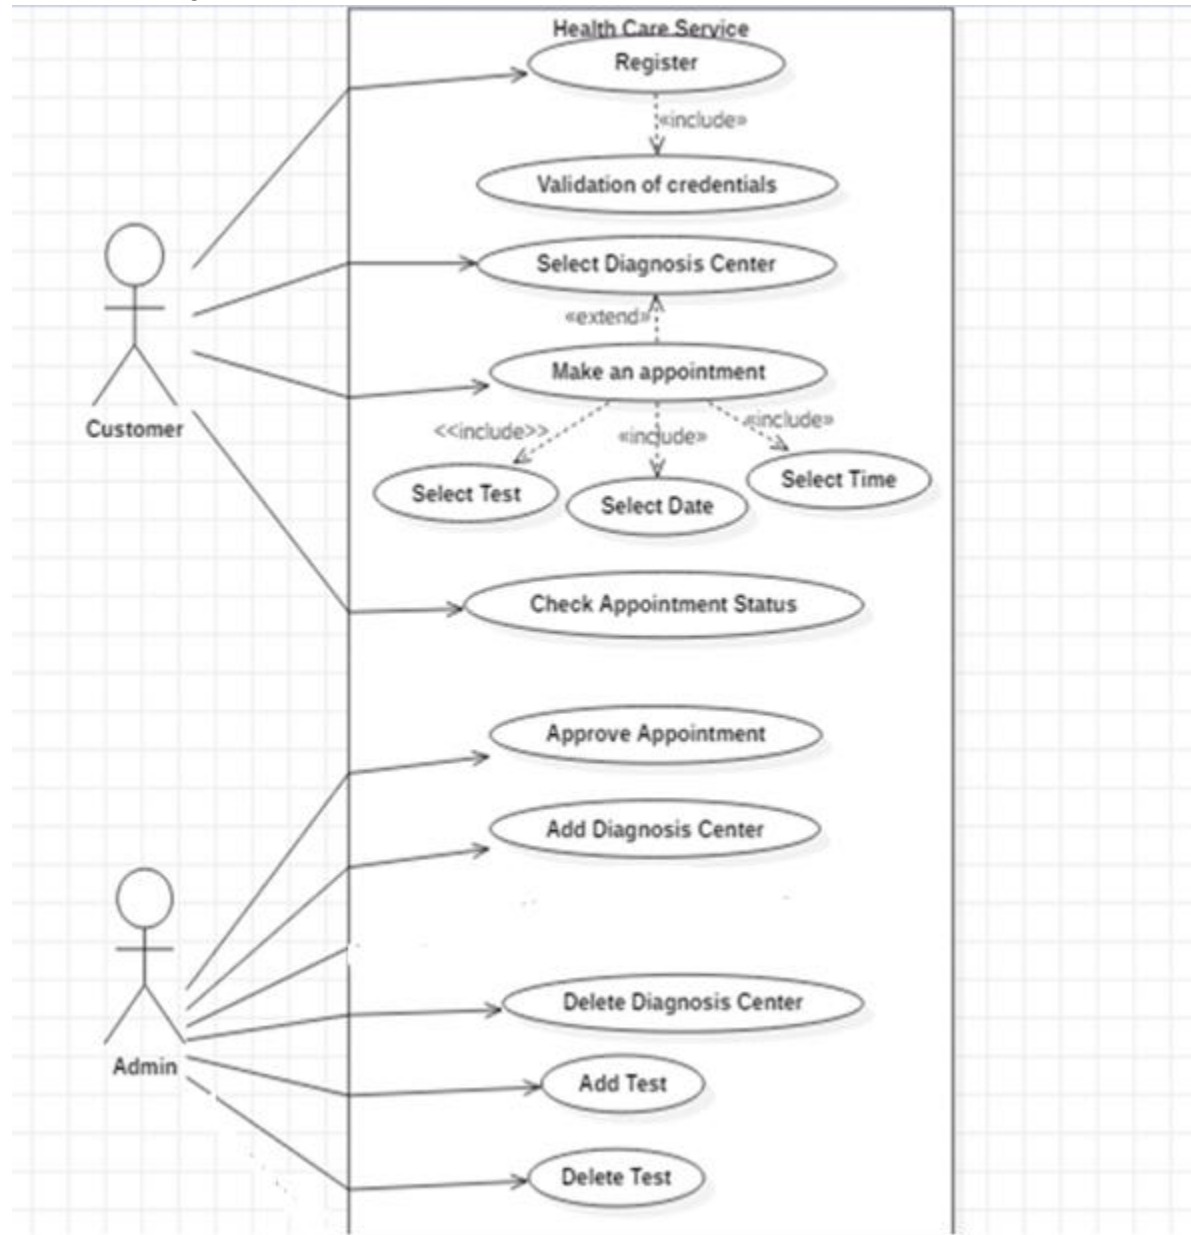 Health Care Service
Register
«include»
Validation of credentials
Select Diagnosis Center
«extend»
Make an appointment
Customer
<<include>>
«include»
«include»
Select Test
Select Date
Select Time
Check Appointment Status
Approve Appointment
Add Diagnosis Center
Delete Diagnosis Center
Admin
Add Test
Delete Test